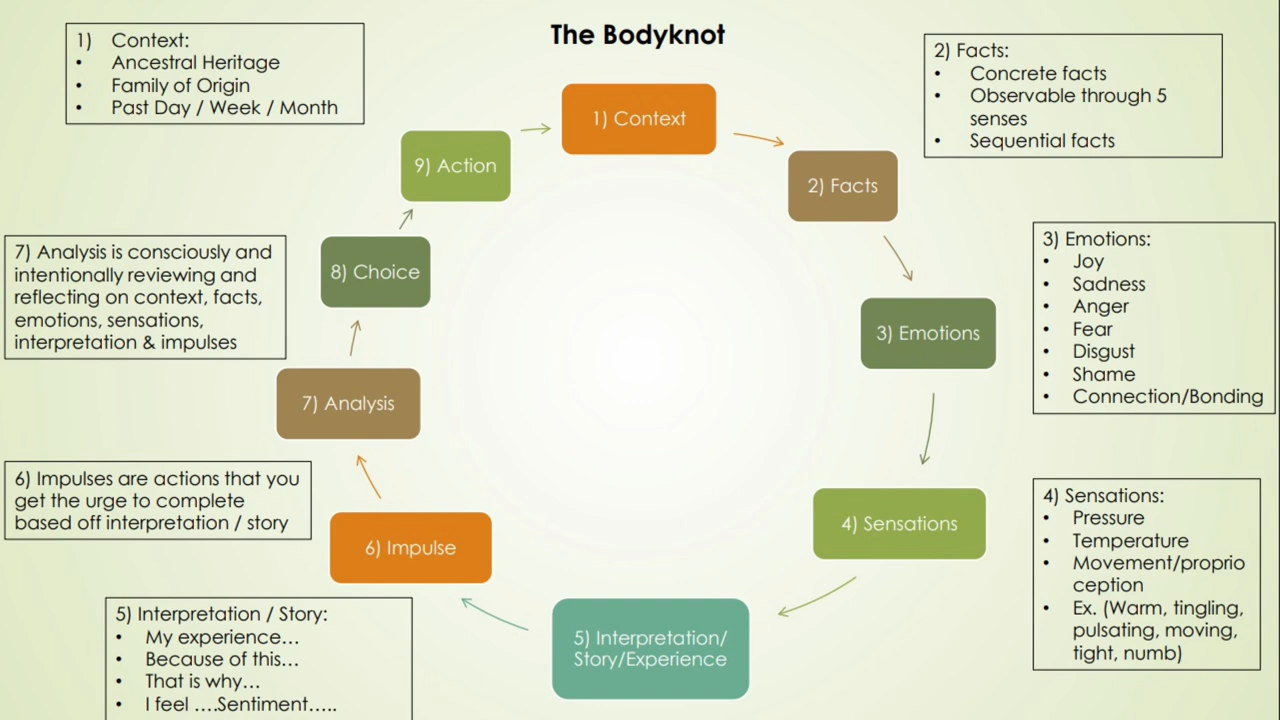 The Bodyknot
1) Context:
• Ancestral Heritage
• Family of Origin
• Past Day / Week / Month
2) Facts:
• Concrete facts
• Observable through 5
senses
• Sequential facts
3) Emotions:
• Joy
• Sadness
• Anger
• Fear
• Disgust
• Shame
• Connection/Bonding
4) Sensations:
• Pressure
• Temperature
• Movement/proprio
ception
• Ex. (Warm, tingling,
pulsating, moving,
tight, numb)
5) Interpretation / Story:
• My experience…
• Because of this…
• That is why…
• I feel ….Sentiment…..
6) Impulses are actions that you
get the urge to complete
based off interpretation / story
7) Analysis is consciously and
intentionally reviewing and
reflecting on context, facts,
emotions, sensations,
interpretation & impulses
1) Context
2) Facts
3) Emotions
4) Sensations
5) Interpretation/
Story/Experience
6) Impulse
7) Analysis
8) Choice
9) Action